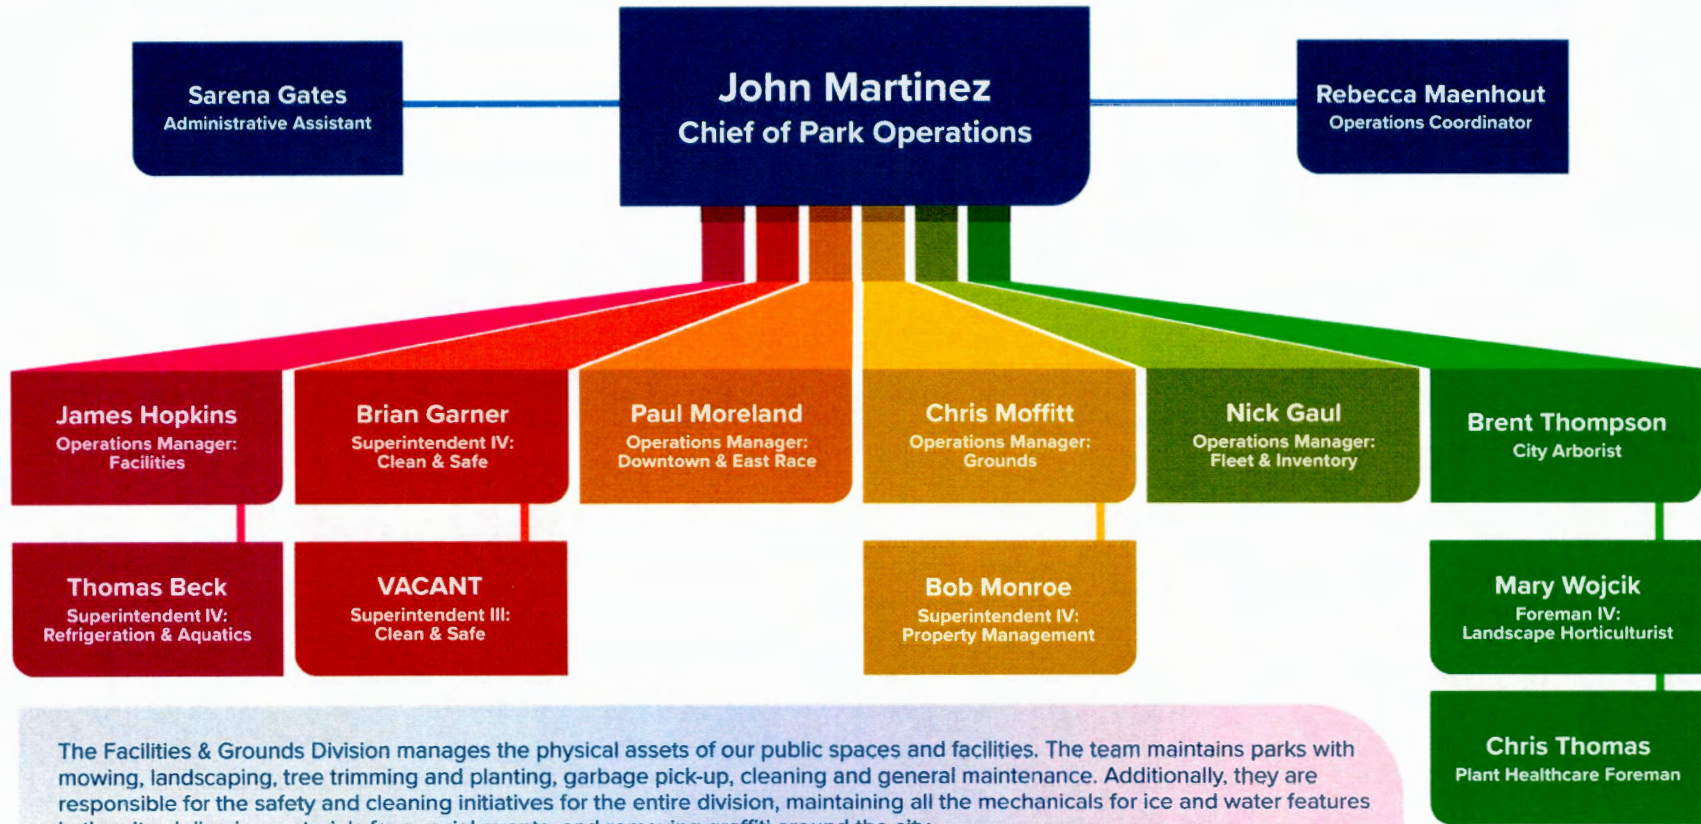 Sarena Gates
Administrative Assistant
John Martinez
Chief of Park Operations
Rebecca Maenhout
Operations Coordinator
James Hopkins
Operations Manager:
Facilities
Brian Garner
Superintendent IV:
Clean & Safe
Paul Moreland
Operations Manager:
Downtown & East Race
Chris Moffitt
Operations Manager:
Grounds
Nick Gaul
Operations Manager:
Fleet & Inventory
Brent Thompson
City Arborist
Thomas Beck
Superintendent IV:
Refrigeration & Aquatics
VACANT
Superintendent III:
Clean & Safe
Bob Monroe
Superintendent IV:
Property Management
Mary Wojcik
Foreman IV:
Landscape Horticulturist
Chris Thomas
Plant Healthcare Foreman
The Facilities & Grounds Division manages the physical assets of our public spaces and facilities. The team maintains parks with
mowing, landscaping, tree trimming and planting, garbage pick-up, cleaning and general maintenance. Additionally, they are
responsible for the safety and cleaning initiatives for the entire division, maintaining all the mechanicals for ice and water features